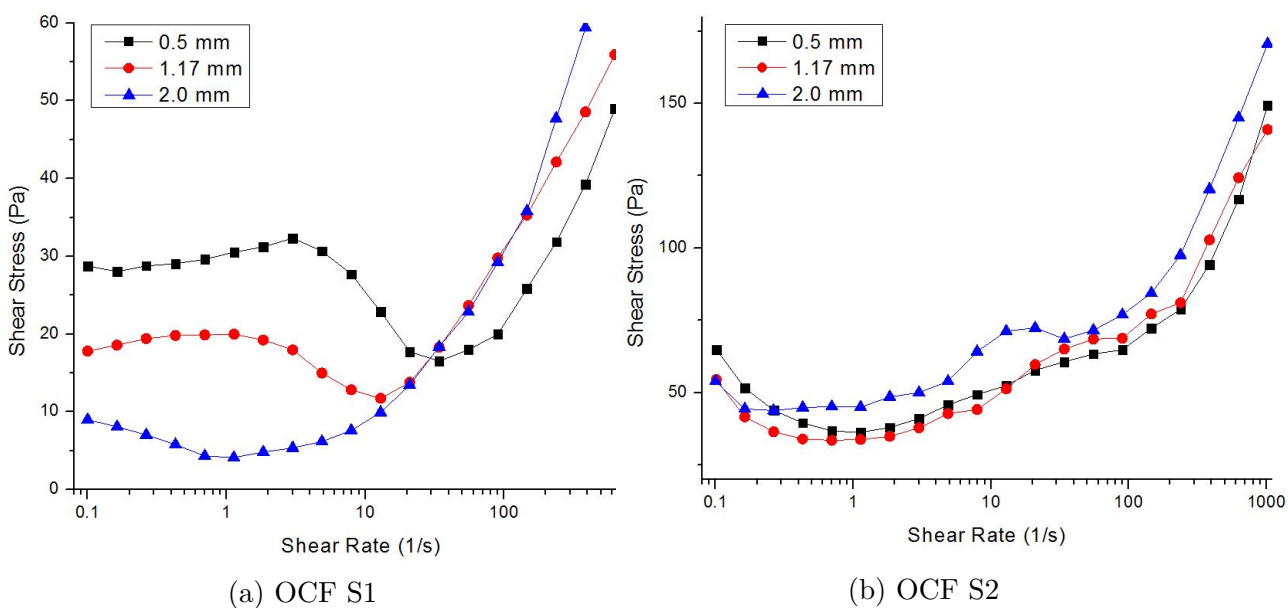 60
50
40
30
20
10
0
Shear Stress (Pa)
0.5 mm
1.17 mm
2.0 mm
0.1
1
10
100
Shear Rate (1/s)
(a) OCF S1
150
100
50
Shear Stress (Pa)
0.5 mm
1.17 mm
2.0 mm
0.1
1
10
100
1000
Shear Rate (1/s)
(b) OCF S2